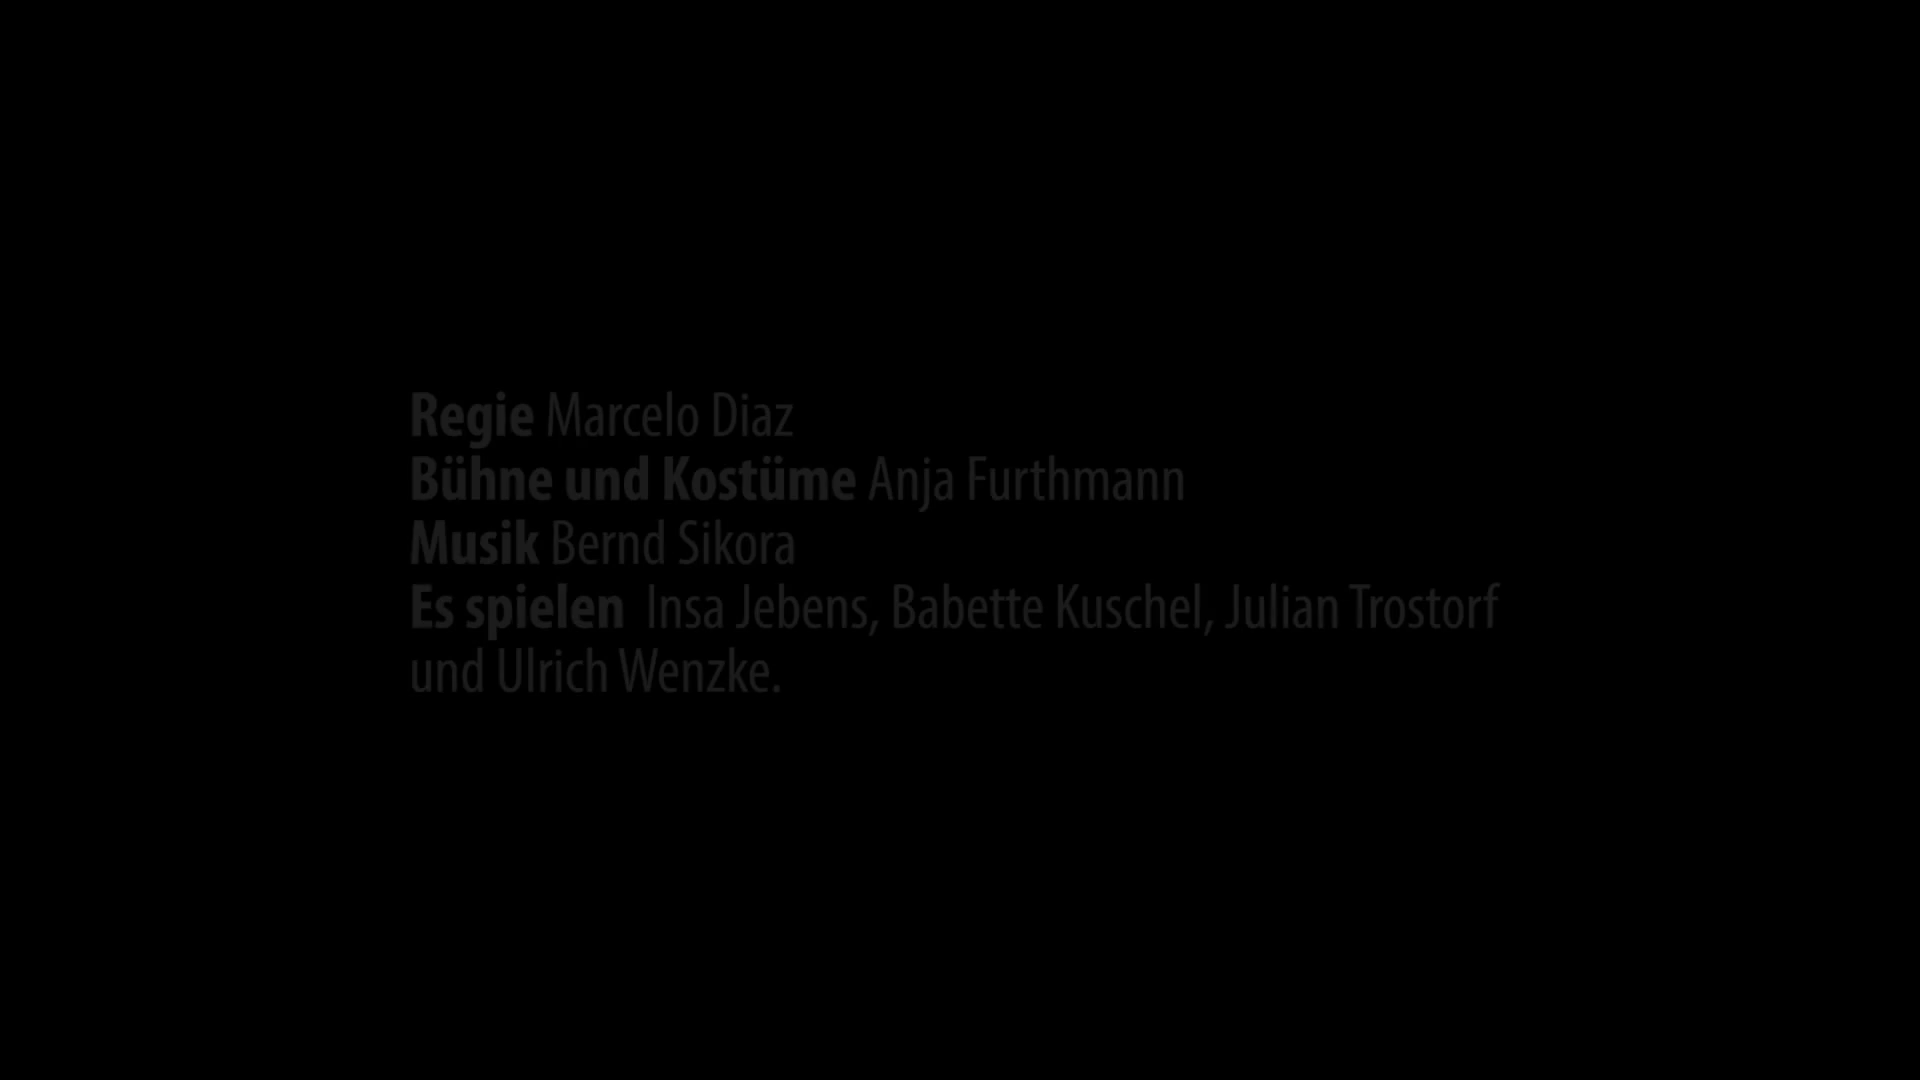 Regie Marcelo Diaz
Bühne und Kostüme Anja Furthmann
Musik Bernd Sikora
Es spielen  Insa Jebens, Babette Kuschel, Julian Trostorf
und Ulrich Wenzke.